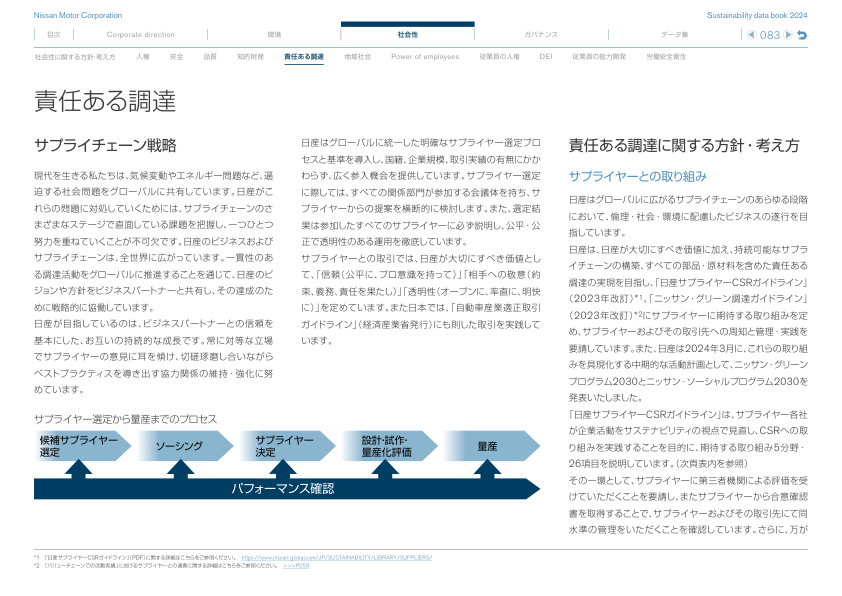 Nissan Motor Corporation
Sustainability data book 2024
目次
Corporate direction
環境
社会性
ガバナンス
データ集
083
社会性に関する方針・考え方
人権
安全
品質
知的財産
責任ある調達
地域社会
Power of employees
従業員の人権
DEI
従業員の能力開発
労働安全衛生
責任ある調達
サプライチェーン戦略
現代を生きる私たちは、気候変動やエネルギー問題など、逼
迫する社会問題をグローバルに共有しています。日産がこ
れらの問題に対処していくためには、サプライチェーンのさ
まざまなステージで直面している課題を把握し、一つひとつ
努力を重ねていくことが不可欠です。日産のビジネスおよび
サプライチェーンは、全世界に広がっています。一貫性のあ
る調達活動をグローバルに推進することを通じて、日産のビ
ジョンや方針をビジネスパートナーと共有し、その達成のた
めに戦略的に協働しています。
日産が目指しているのは、ビジネスパートナーとの信頼を
基本にした、お互いの持続的な成長です。常に対等な立場
でサプライヤーの意見に耳を傾け、切磋琢磨し合いながら
ベストプラクティスを導き出す協力関係の維持・強化に努
めています。
日産はグローバルに統一した明確なサプライヤー選定プロ
セスと基準を導入し、国籍、企業規模、取引実績の有無にかか
わらず、広く参入機会を提供しています。サプライヤー選定
に際しては、すべての関係部門が参加する会議体を持ち、サ
プライヤーからの提案を横断的に検討します。また、選定結
果は参加したすべてのサプライヤーに必ず説明し、公平・公
正で透明性のある運用を徹底しています。
サプライヤーとの取引では、日産が大切にすべき価値とし
て、「信頼（公平に、プロ意識を持って）」「相手への敬意（約
束、義務、責任を果たし）」「透明性（オープンに、率直に、明快
に）」を定めています。また日本では、「自動車産業適正取引
ガイドライン」（経済産業省発行）にも則した取引を実践して
います。
サプライヤー選定から量産までのプロセス
候補サプライヤー
選定
ソーシング
サプライヤー
決定
設計・試作・
量産化評価
量産
パフォーマンス確認
責任ある調達に関する方針・考え方
サプライヤーとの取り組み
日産はグローバルに広がるサプライチェーンのあらゆる段階
において、倫理・社会・環境に配慮したビジネスの遂行を目
指しています。
日産は、日産が大切にすべき価値に加え、持続可能なサプラ
イチェーンの構築、すべての部品・原材料を含めた責任ある
調達の実現を目指し、「日産サプライヤーCSRガイドライン」
（2023年改訂）*1、「ニッサン・グリーン調達ガイドライン」
（2023年改訂）*2にサプライヤーに期待する取り組みを定
め、サプライヤーおよびその取引先への周知と管理・実践を
要請しています。また、日産は2024年3月に、これらの取り組
みを具現化する中期的な活動計画として、ニッサン・グリーン
プログラム2030とニッサン・ソーシャルプログラム2030を
発表いたしました。
「日産サプライヤーCSRガイドライン」は、サプライヤー各社
が企業活動をサステナビリティの視点で見直し、CSRへの取
り組みを実践することを目的に、期待する取り組み5分野・
26項目を説明しています。（次頁表内を参照）
その一環として、サプライヤーに第三者機関による評価を受
けていただくことを要請し、またサプライヤーから合意確認
書を取得することで、サプライヤーおよびその取引先にて同
水準の管理をいただくことを確認しています。さらに、万が
*1 「日産サプライヤーCSRガイドライン」（PDF）に関する詳細はこちらをご参照ください。 https://www.nissan-global.com/JP/SUSTAINABILITY/LIBRARY/SUPPLIERS/
*2 「バリューチェーンでの活動実績」におけるサプライヤーとの連携に関する詳細はこちらをご参照ください。 >>>P059